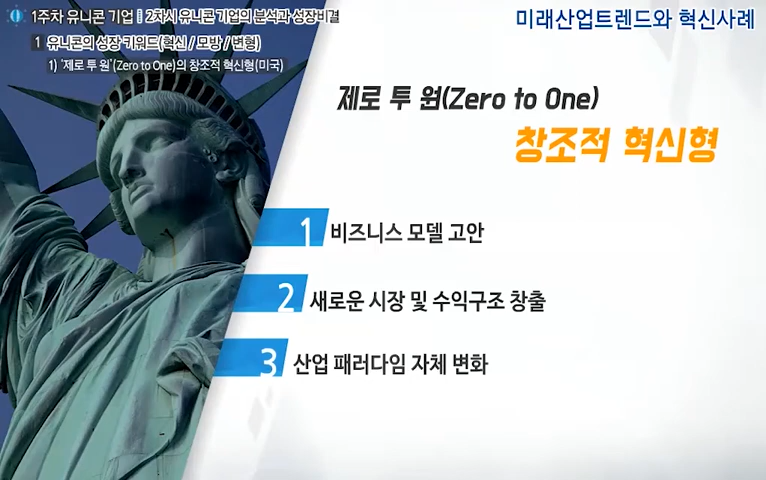 1주차 유니콘 기업 2차시 유니콘 기업의 분석과 성장비결
미래산업트렌드와 혁신사례
1 유니콘의 성장 키워드(혁신 / 모방 / 변형)
1) '제로 투 원'(Zero to One)의 창조적 혁신형(미국)
제로 투 원(Zero to One)
창조적 혁신형
1 비즈니스 모델 고안
2 새로운 시장 및 수익구조 창출
3 산업 패러다임 자체 변화